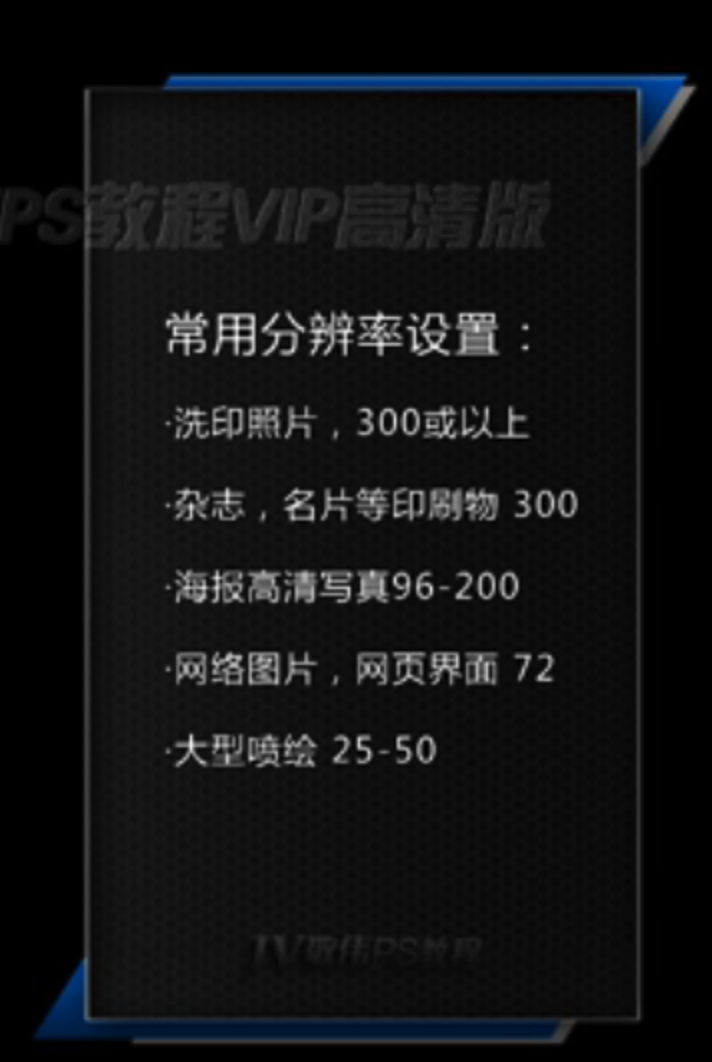 PS教程VIP高清版
常用分辨率设置：
·洗印照片，300或以上
·杂志，名片等印刷物 300
·海报高清写真96-200
·网络图片，网页界面 72
·大型喷绘 25-50
敬伟PS教程